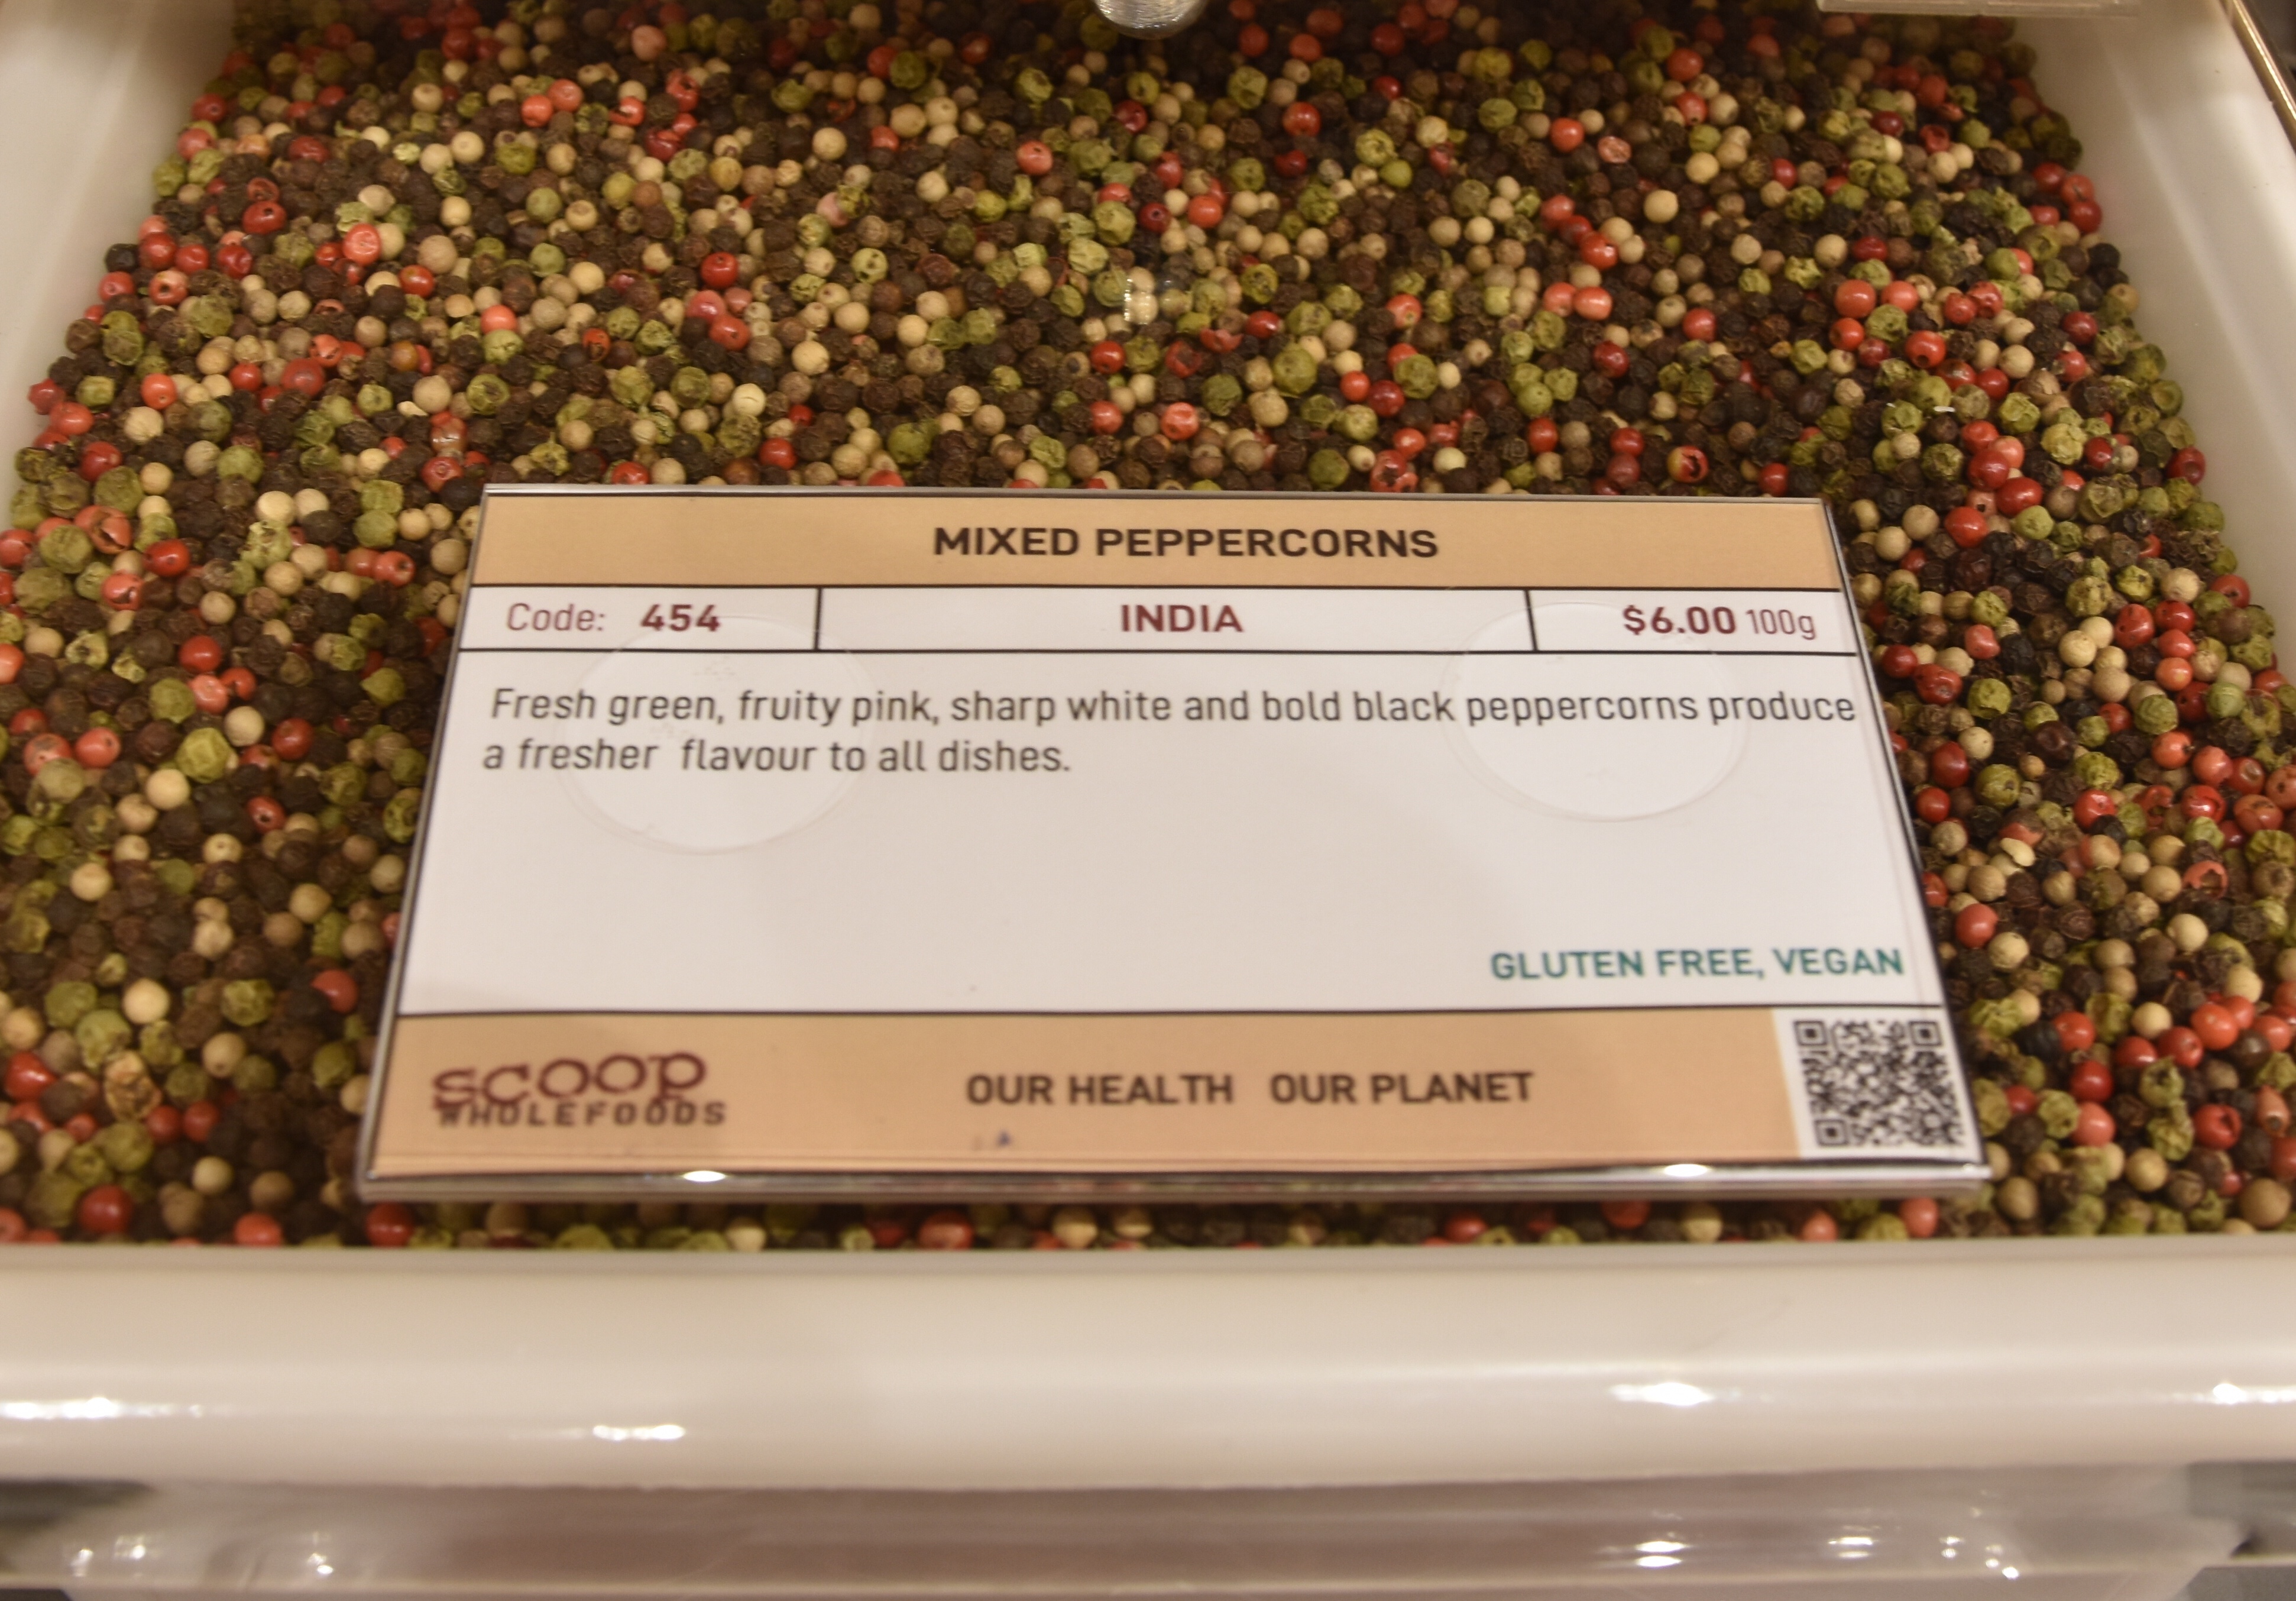 MIXED PEPPERCORNS
Code: 454 INDIA $6.00 100g
Fresh green, fruity pink, sharp white and bold black peppercorns produce
a fresher flavour to all dishes.
GLUTEN FREE, VEGAN
scoop
WHOLEFOODS
OUR HEALTH OUR PLANET